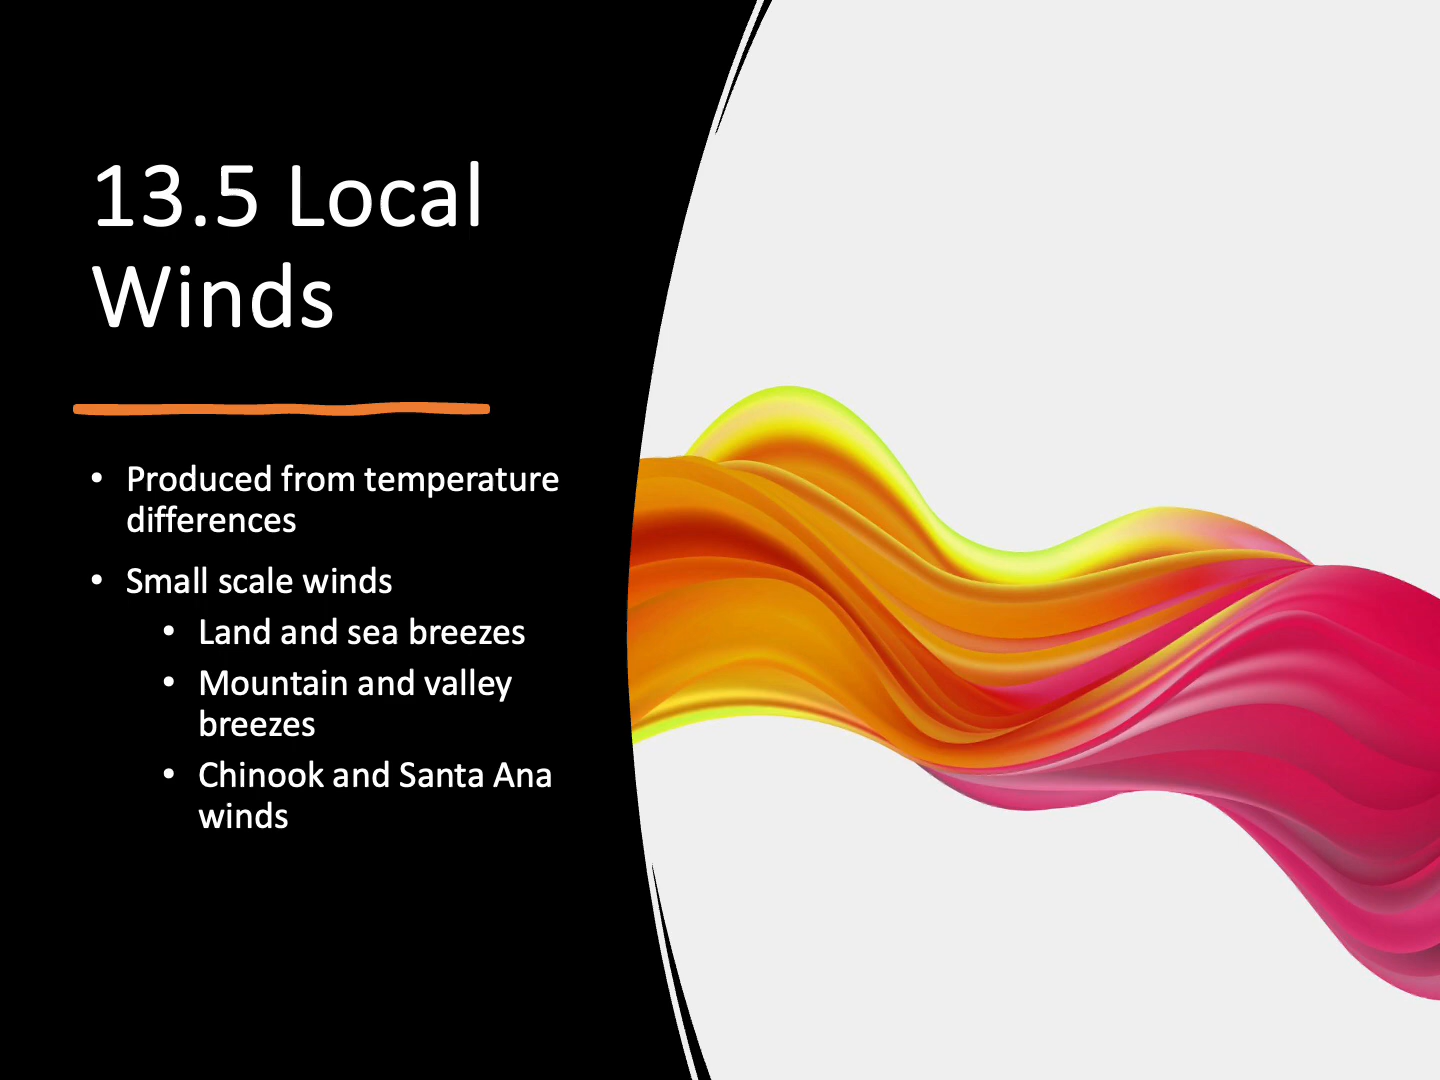 13.5 Local
Winds
• Produced from temperature
differences
• Small scale winds
• Land and sea breezes
• Mountain and valley
breezes
• Chinook and Santa Ana
winds